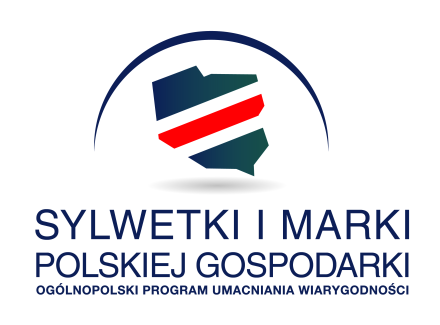 SYLWETKI I MARKI
POLSKIEJ GOSPODARKI
OGÓLNOPOLSKI PROGRAM UMACNIANIA WIARYGODNOŚCI